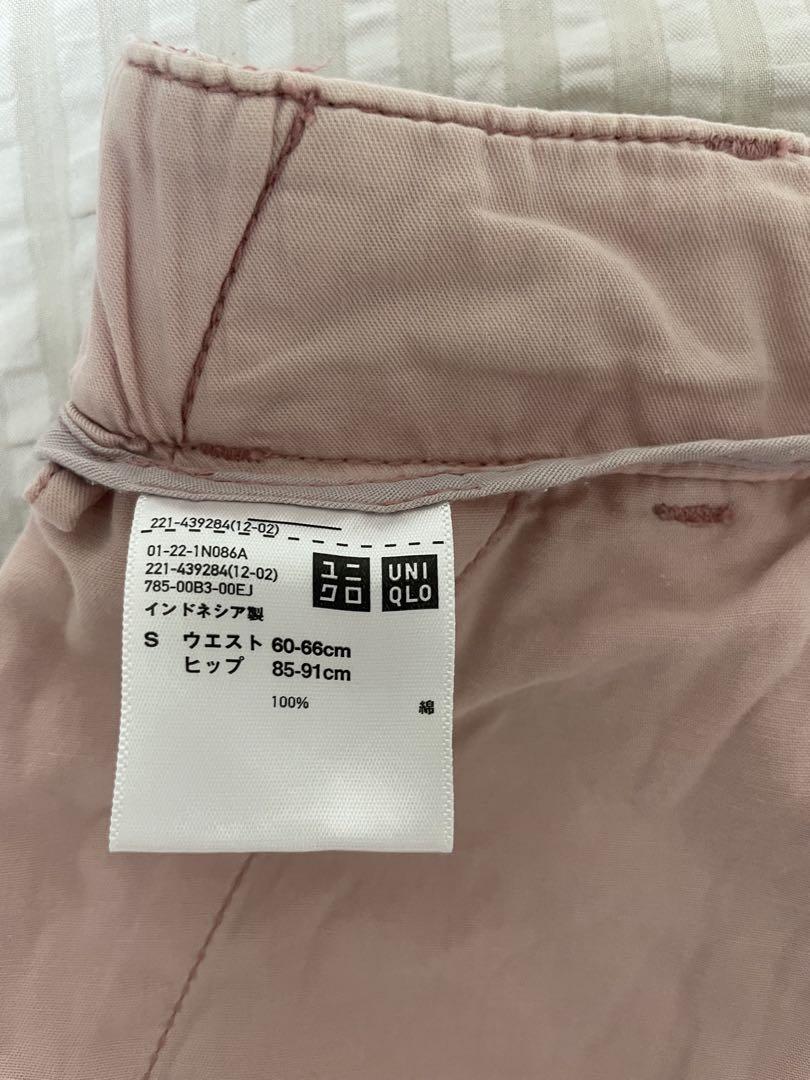 221-439284(12-02)
01-22-1N086A
221-439284(12-02)
785-00B3-00EJ
インドネシア製
ユニ
クロ
UNI
QLO
S ウエスト 60-66cm
ヒップ 85-91cm
100% 綿